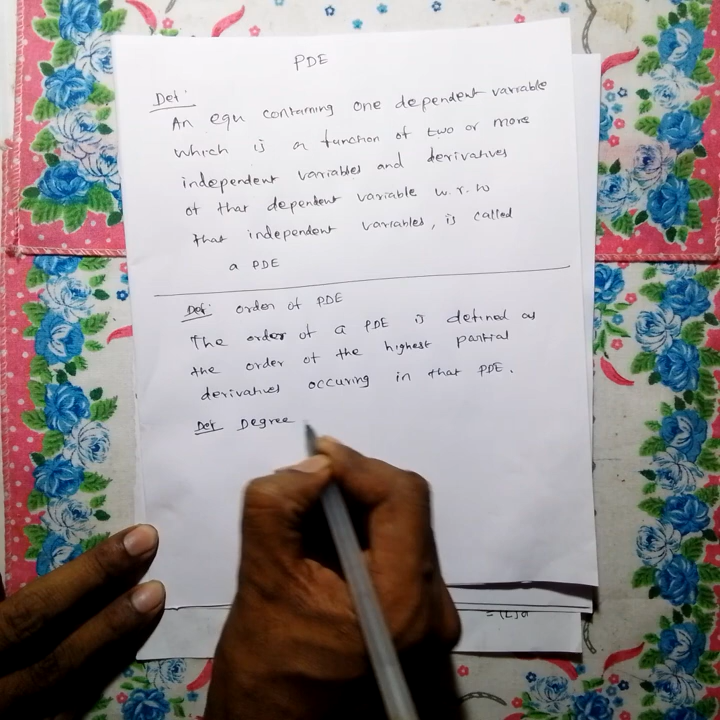 PDE
Def:
An equ containing one dependent variable
which is a function of two or more
independent variables and derivatives
of that dependent variable w.r.to
that independent variables, is called
a PDE
Def: order of PDE
The order of a PDE is defined as
the order of the highest partial
derivatives occuring in that PDE.
Def Degree